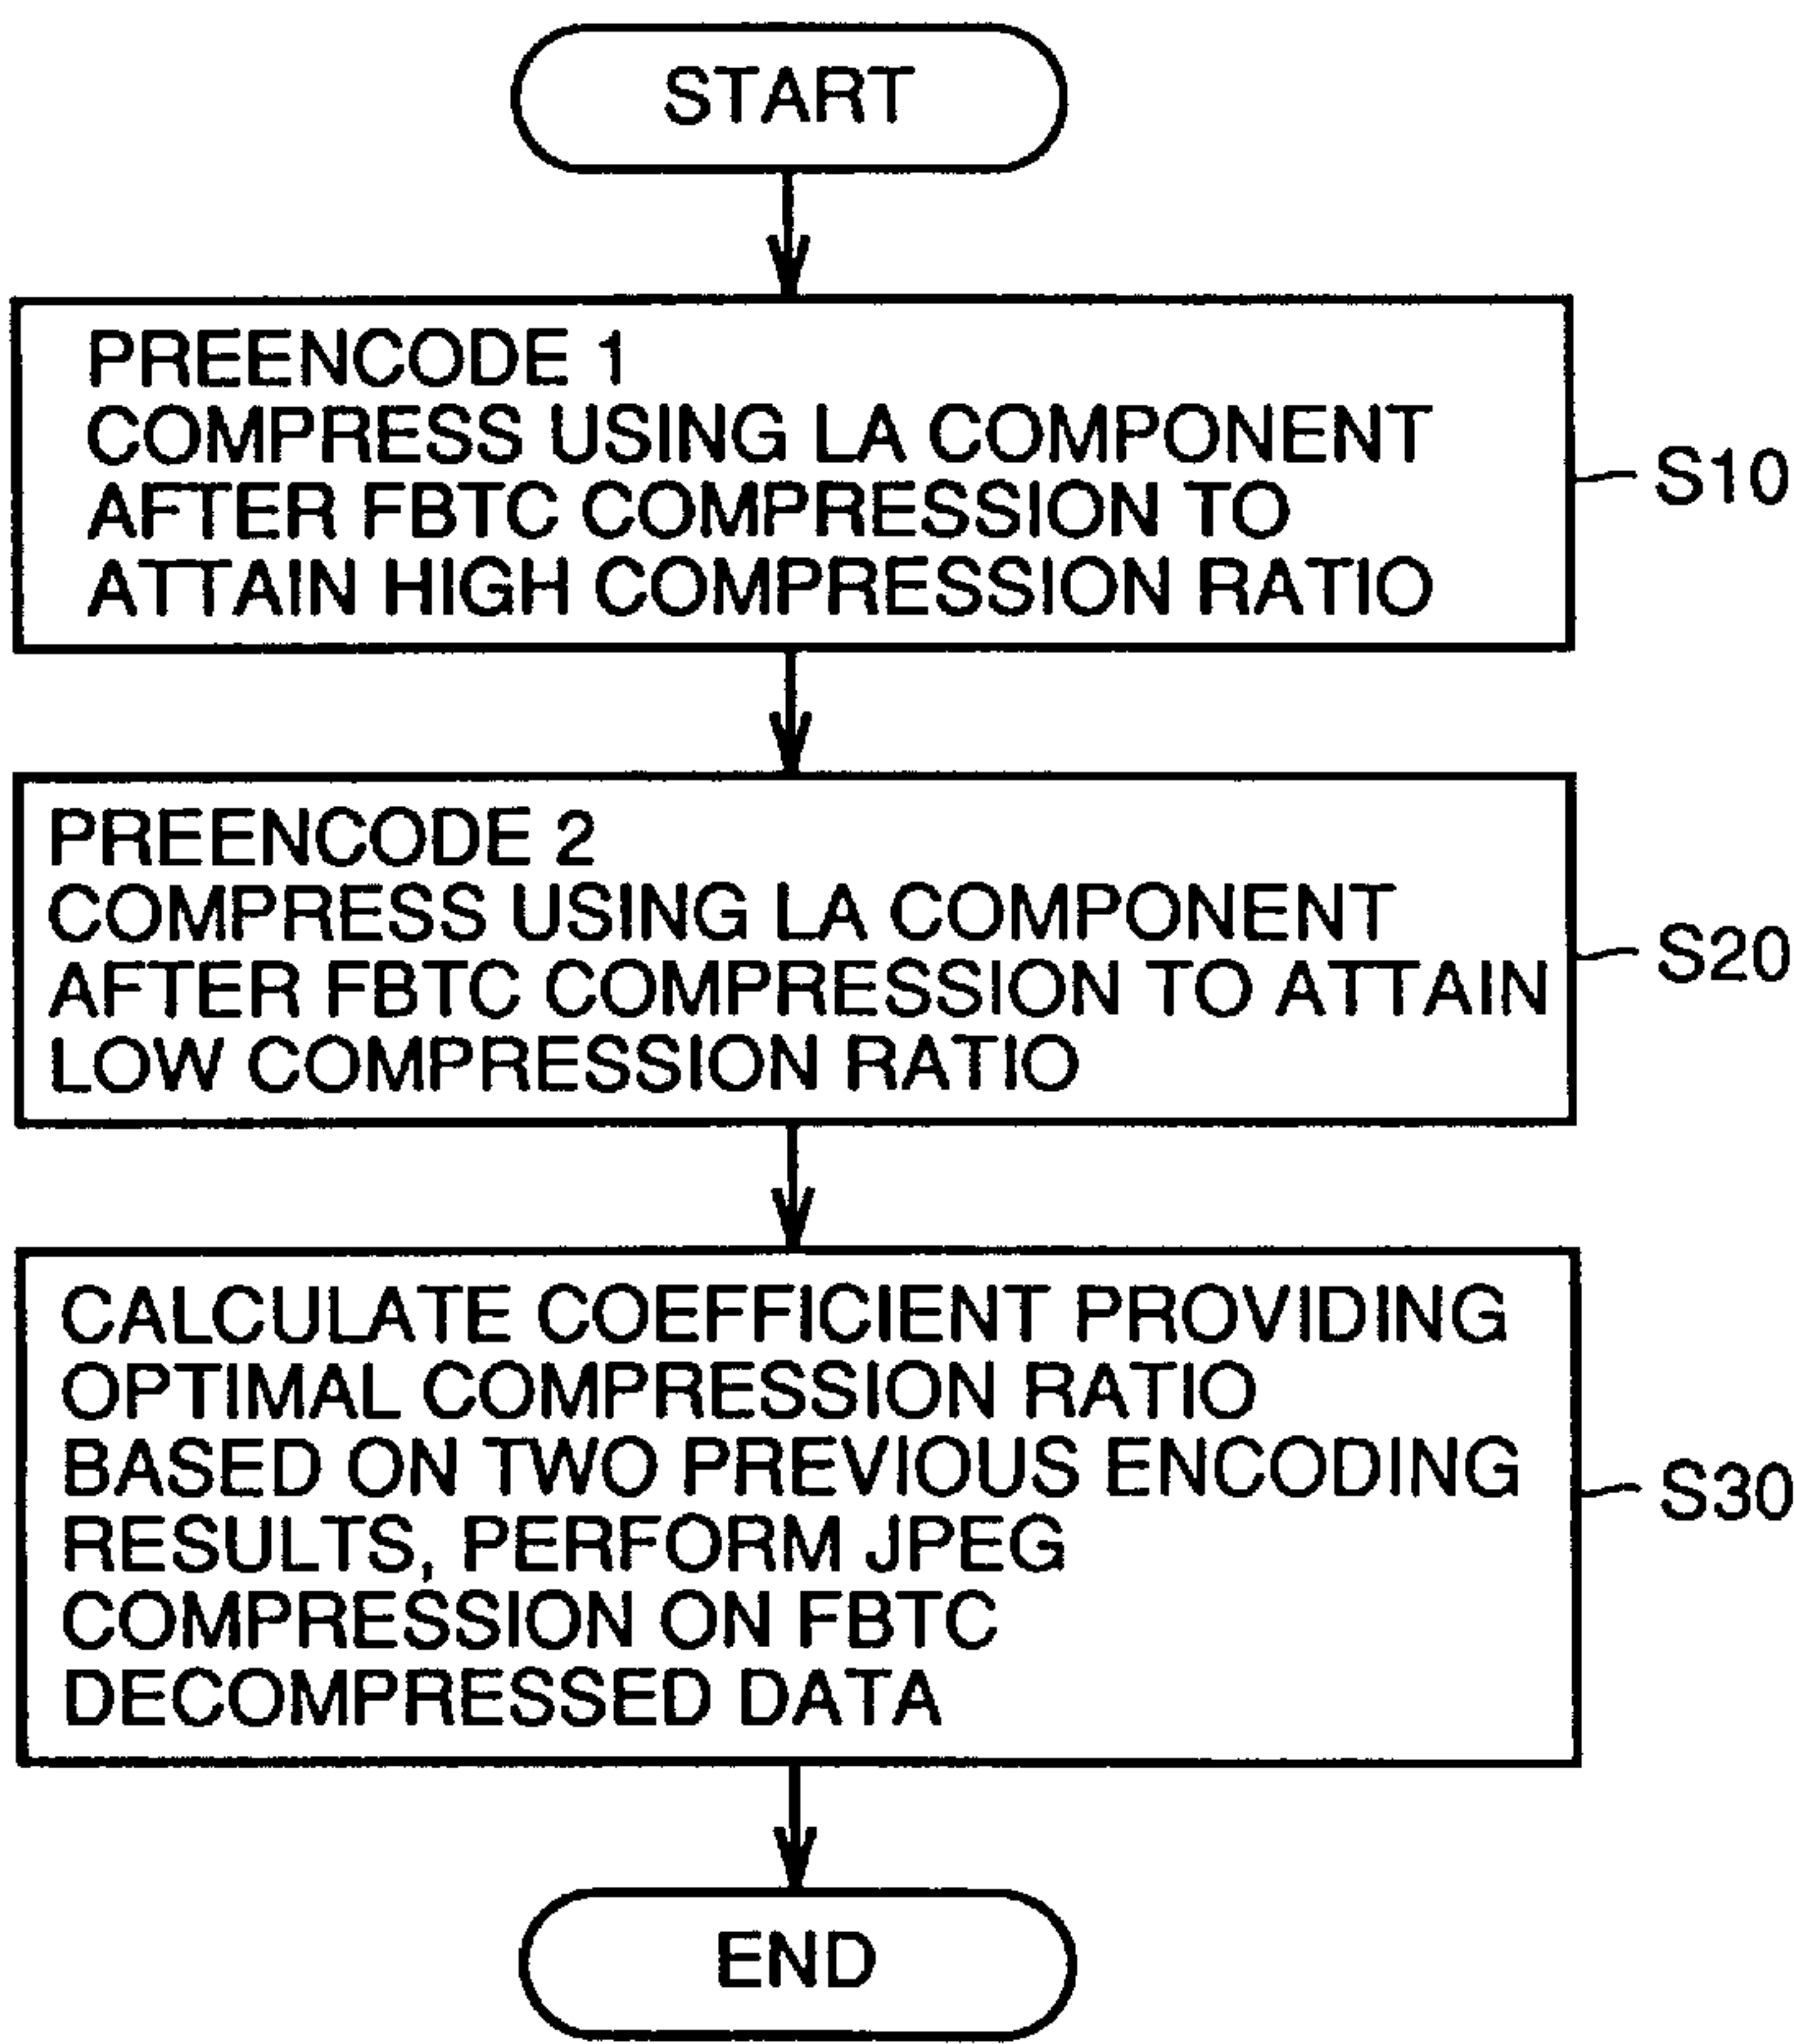 START
PREENCODE 1
COMPRESS USING LA COMPONENT
AFTER FBTC COMPRESSION TO
ATTAIN HIGH COMPRESSION RATIO
S10
PREENCODE 2
COMPRESS USING LA COMPONENT
AFTER FBTC COMPRESSION TO ATTAIN
LOW COMPRESSION RATIO
S20
CALCULATE COEFFICIENT PROVIDING
OPTIMAL COMPRESSION RATIO
BASED ON TWO PREVIOUS ENCODING
RESULTS, PERFORM JPEG
COMPRESSION ON FBTC
DECOMPRESSED DATA
S30
END